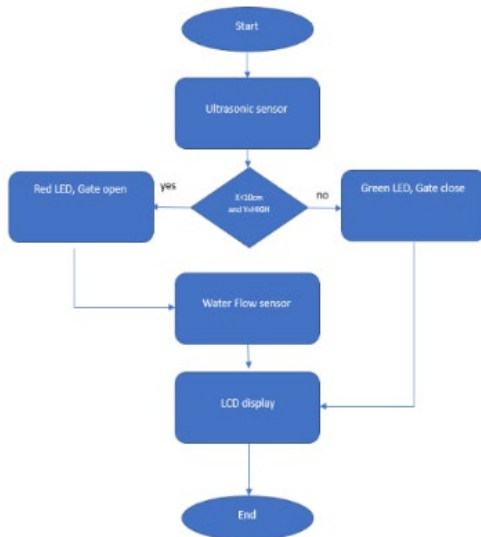 Start
Ultrasonic sensor
Red LED, Gate open
yes
X<10cm
and Y=HIGH
no
Green LED, Gate close
Water Flow sensor
LCD display
End